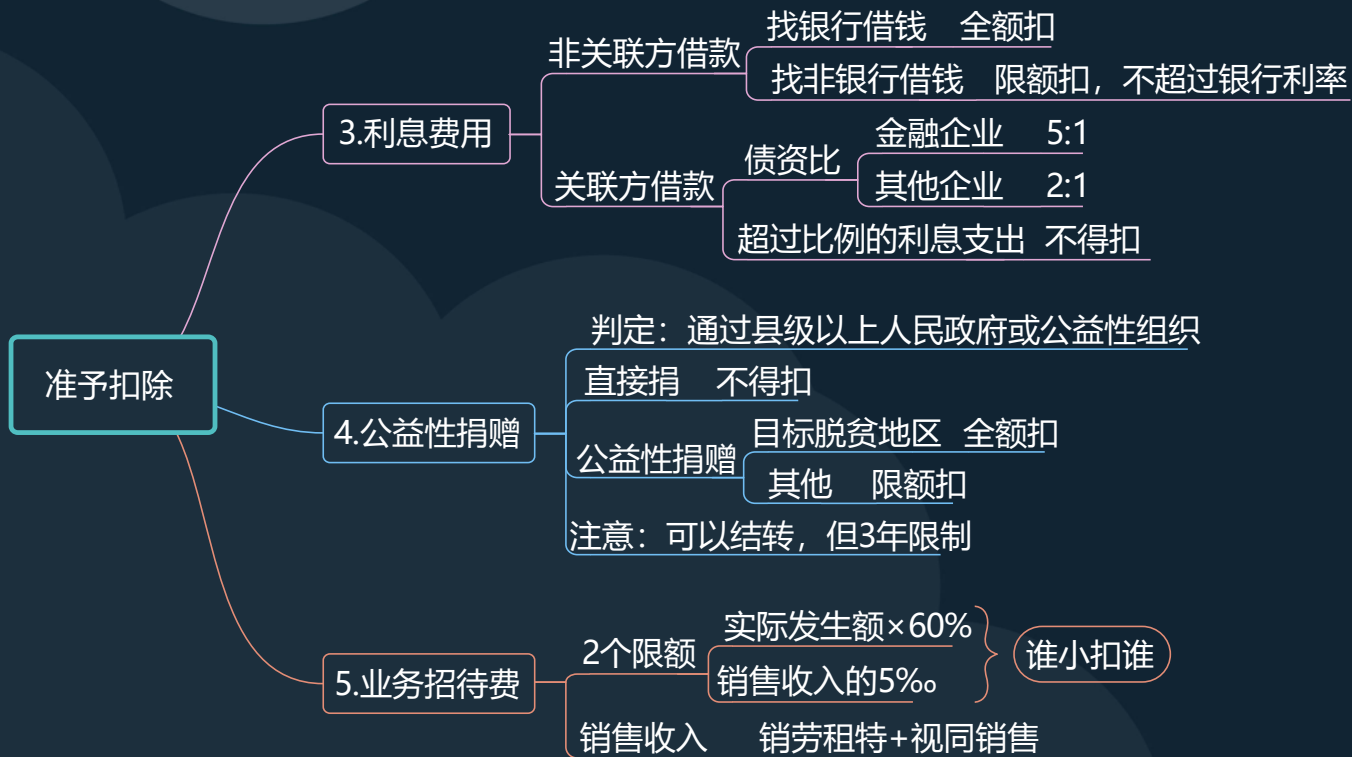 准予扣除
3.利息费用
非关联方借款
找银行借钱 全额扣
找非银行借钱 限额扣，不超过银行利率
关联方借款
债资比
金融企业 5:1
其他企业 2:1
超过比例的利息支出 不得扣
4.公益性捐赠
判定：通过县级以上人民政府或公益性组织
直接捐 不得扣
公益性捐赠
目标脱贫地区 全额扣
其他 限额扣
注意：可以结转，但3年限制
5.业务招待费
2个限额
实际发生额×60%
销售收入的5‰
谁小扣谁
销售收入 销劳租特+视同销售